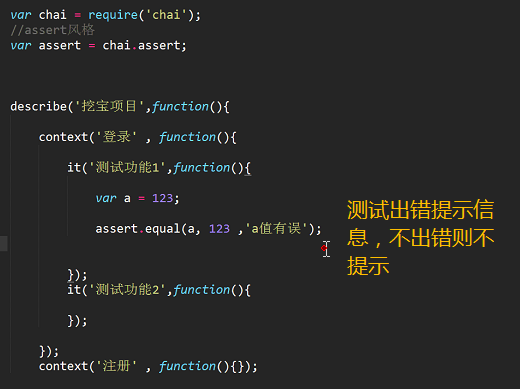 var chai = require('chai');
//assert风格
var assert = chai.assert;
describe('挖宝项目',function(){
context('登录' , function(){
it('测试功能1',function(){
var a = 123;
assert.equal(a, 123 ,'a值有误');
});
it('测试功能2',function(){
});
});
context('注册' , function(){});
测试出错提示信
息，不出错则不
提示